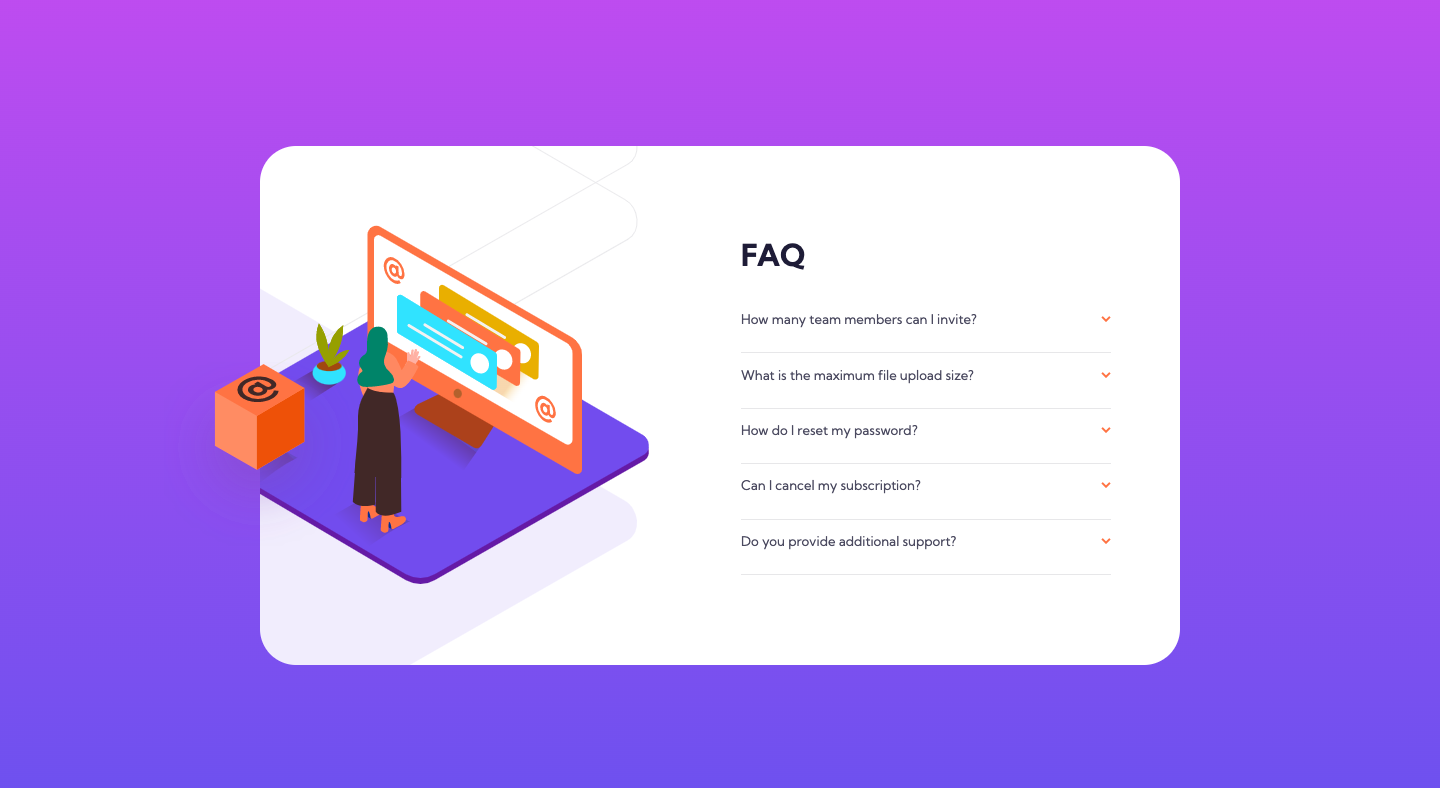 @
@
@
FAQ
How many team members can I invite?
What is the maximum file upload size?
How do I reset my password?
Can I cancel my subscription?
Do you provide additional support?